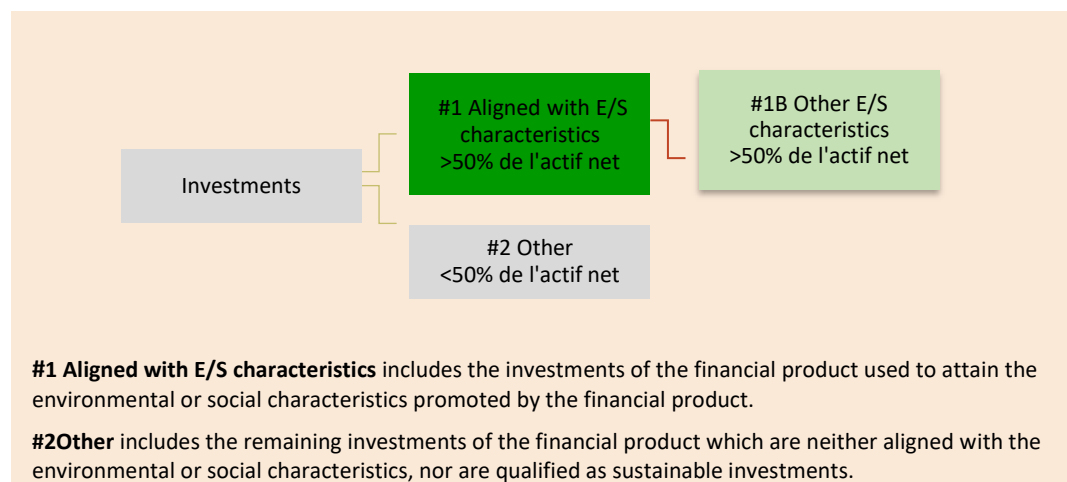 #1 Aligned with E/S
characteristics
>50% de l'actif net
#1B Other E/S
characteristics
>50% de l'actif net
Investments
#2 Other
<50% de l'actif net
#1 Aligned with E/S characteristics includes the investments of the financial product used to attain the
environmental or social characteristics promoted by the financial product.
#2Other includes the remaining investments of the financial product which are neither aligned with the
environmental or social characteristics, nor are qualified as sustainable investments.